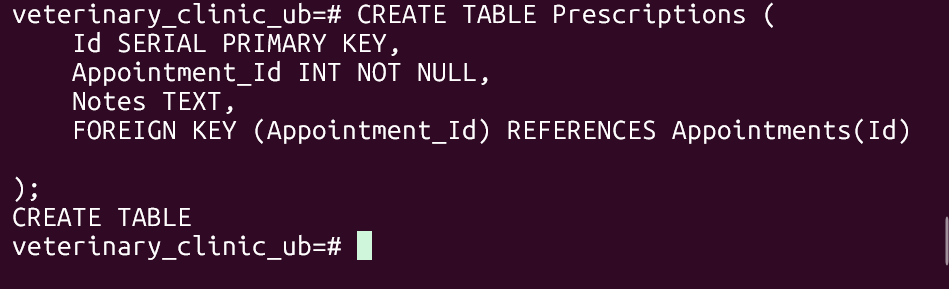 veterinary_clinic_ub=# CREATE TABLE Prescriptions (
    Id SERIAL PRIMARY KEY,
    Appointment_Id INT NOT NULL,
    Notes TEXT,
    FOREIGN KEY (Appointment_Id) REFERENCES Appointments(Id)
);
CREATE TABLE
veterinary_clinic_ub=#